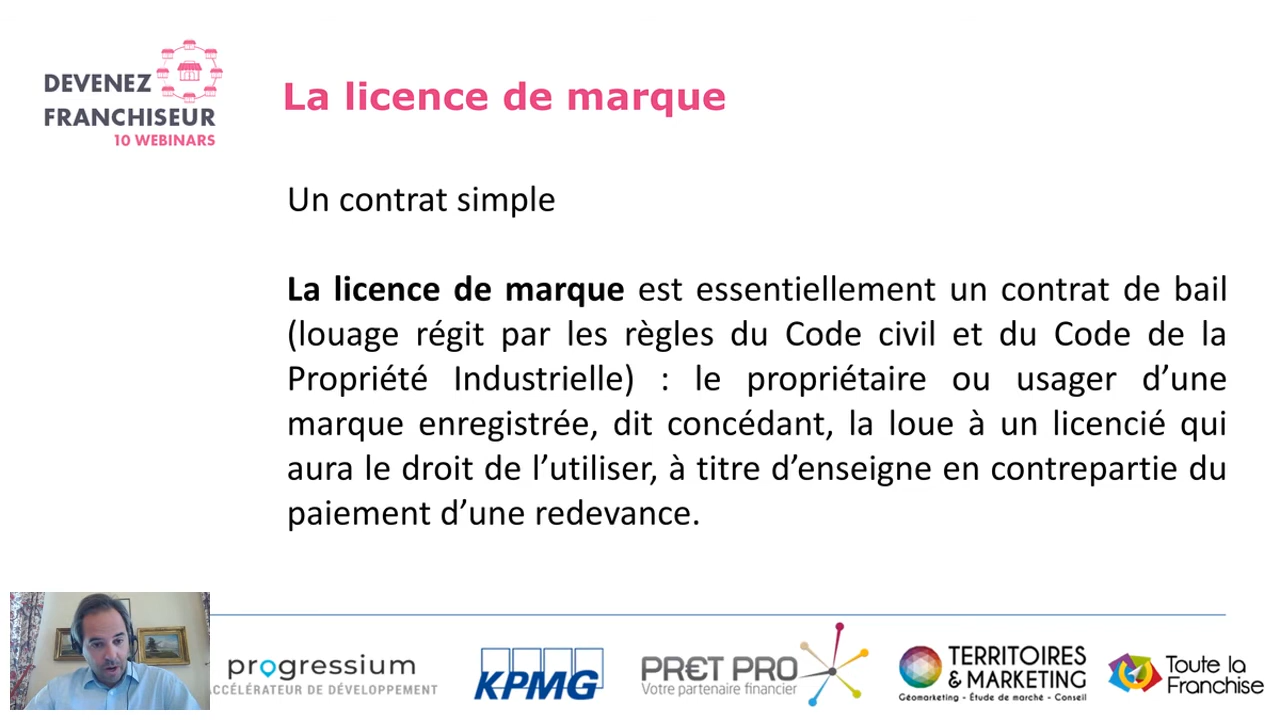 DEVENEZ
FRANCHISEUR
10 WEBINARS
La licence de marque
Un contrat simple
La licence de marque est essentiellement un contrat de bail
(louage régit par les règles du Code civil et du Code de la
Propriété Industrielle) : le propriétaire ou usager d’une
marque enregistrée, dit concédant, la loue à un licencié qui
aura le droit de l’utiliser, à titre d’enseigne en contrepartie du
paiement d’une redevance.
progressium
ACCÉLÉRATEUR DE DÉVELOPPEMENT
KPMG
PR€T PRO
Votre partenaire financier
TERRITOIRES
& MARKETING
Géomarketing - Étude de marché - Conseil
Toute la
Franchise